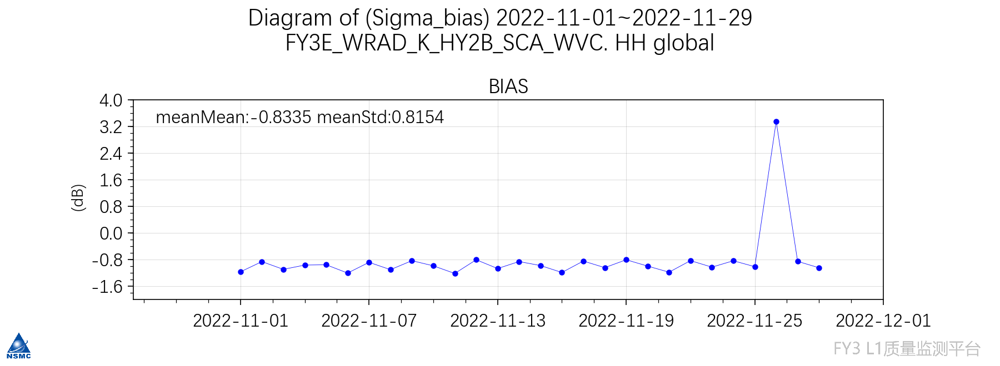 Diagram of (Sigma_bias) 2022-11-01~2022-11-29
FY3E_WRAD_K_HY2B_SCA_WVC. HH global
BIAS
meanMean:-0.8335 meanStd:0.8154
4.0
3.2
2.4
1.6
0.8
0.0
-0.8
-1.6
(dB)
2022-11-01 2022-11-07 2022-11-13 2022-11-19 2022-11-25 2022-12-01
NSMC
FY3 L1质量监测平台